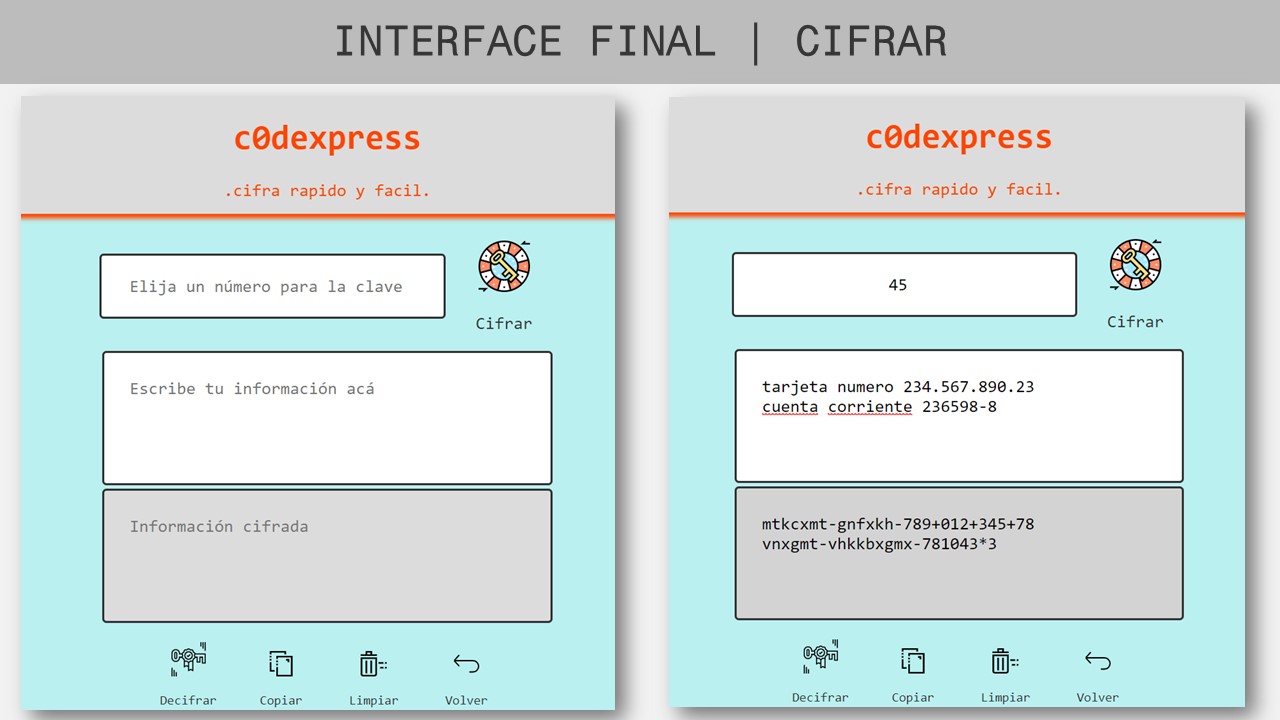 INTERFACE FINAL | CIFRAR
c0dexpress
.cifra rapido y facil.
Elija un número para la clave
Cifrar
Escribe tu información acá
Información cifrada
Decifrar
Copiar
Limpiar
Volver
c0dexpress
.cifra rapido y facil.
45
Cifrar
tarjeta numero 234.567.890.23
cuenta corriente 236598-8
mtkcxmt-gnfxkh-789+012+345+78
vnxgmt-vhkkbxgmx-781043*3
Decifrar
Copiar
Limpiar
Volver